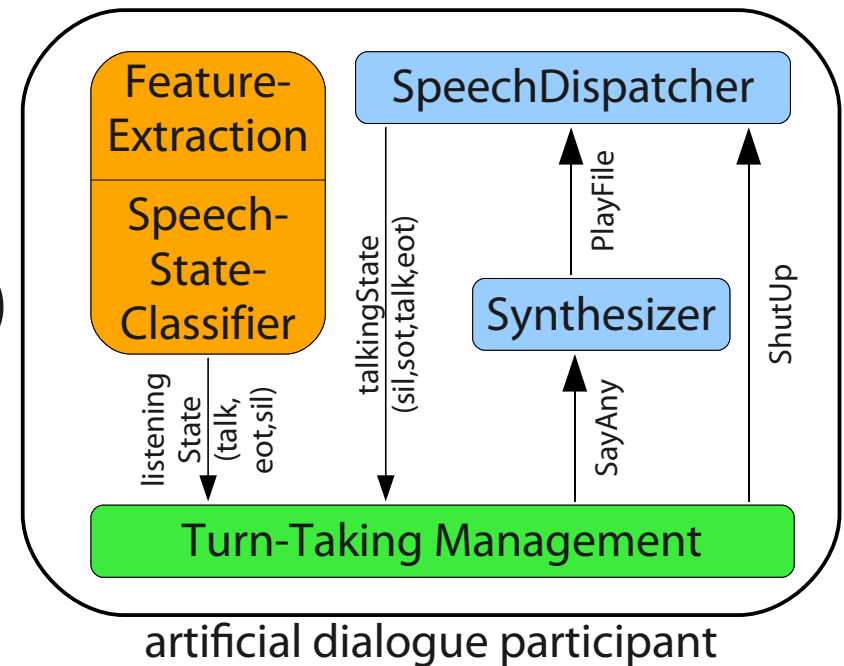 Feature-
Extraction
Speech-
State-
Classifier
SpeechDispatcher
PlayFile
Synthesizer
ShutUp
talkingState
(sil,sot,talk,eot)
SayAny
listening
State
(talk,
eot,sil)
Turn-Taking Management
artificial dialogue participant